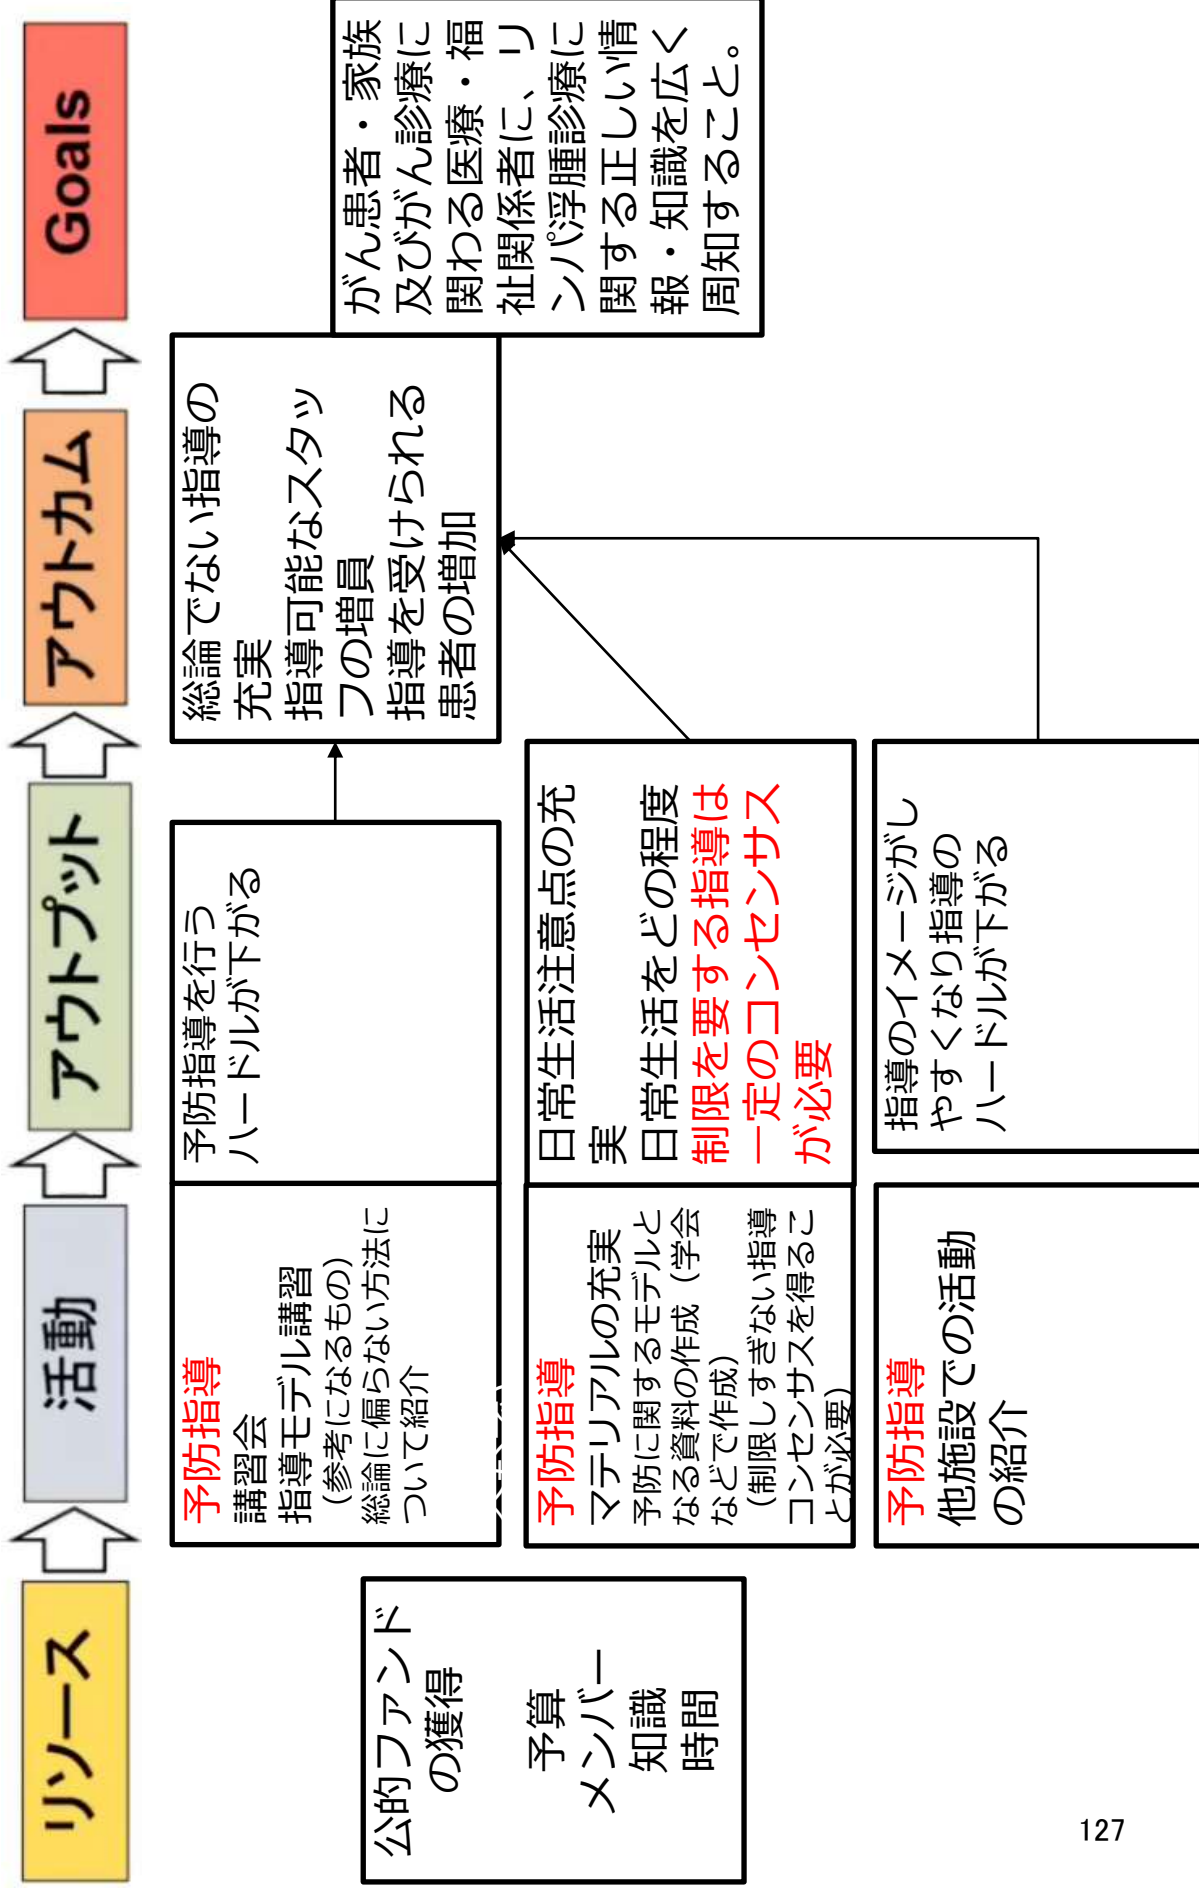 リソース
活動
アウトプット
アウトカム
Goals
公的ファンド
の獲得
予算
メンバー
知識
時間
予防指導
講習会
指導モデル講習
（参考になるもの）
総論に偏らない方法に
ついて紹介
予防指導を行う
ハードルが下がる
総論でない指導の
充実
指導可能なスタッ
フの増員
指導を受けられる
患者の増加
がん患者・家族
及びがん診療に
関わる医療・福
祉関係者に、リ
ンパ浮腫診療に
関する正しい情
報・知識を広く
周知すること。
予防指導
マテリアルの充実
予防に関するモデルと
なる資料の作成（学会
などで作成）
（制限しすぎない指導
コンセンサスを得るこ
とが必要）
日常生活注意点の充
実
日常生活をどの程度
制限を要する指導は
一定のコンセンサス
が必要
予防指導
他施設での活動
の紹介
指導のイメージがし
やすくなり指導の
ハードルが下がる
127